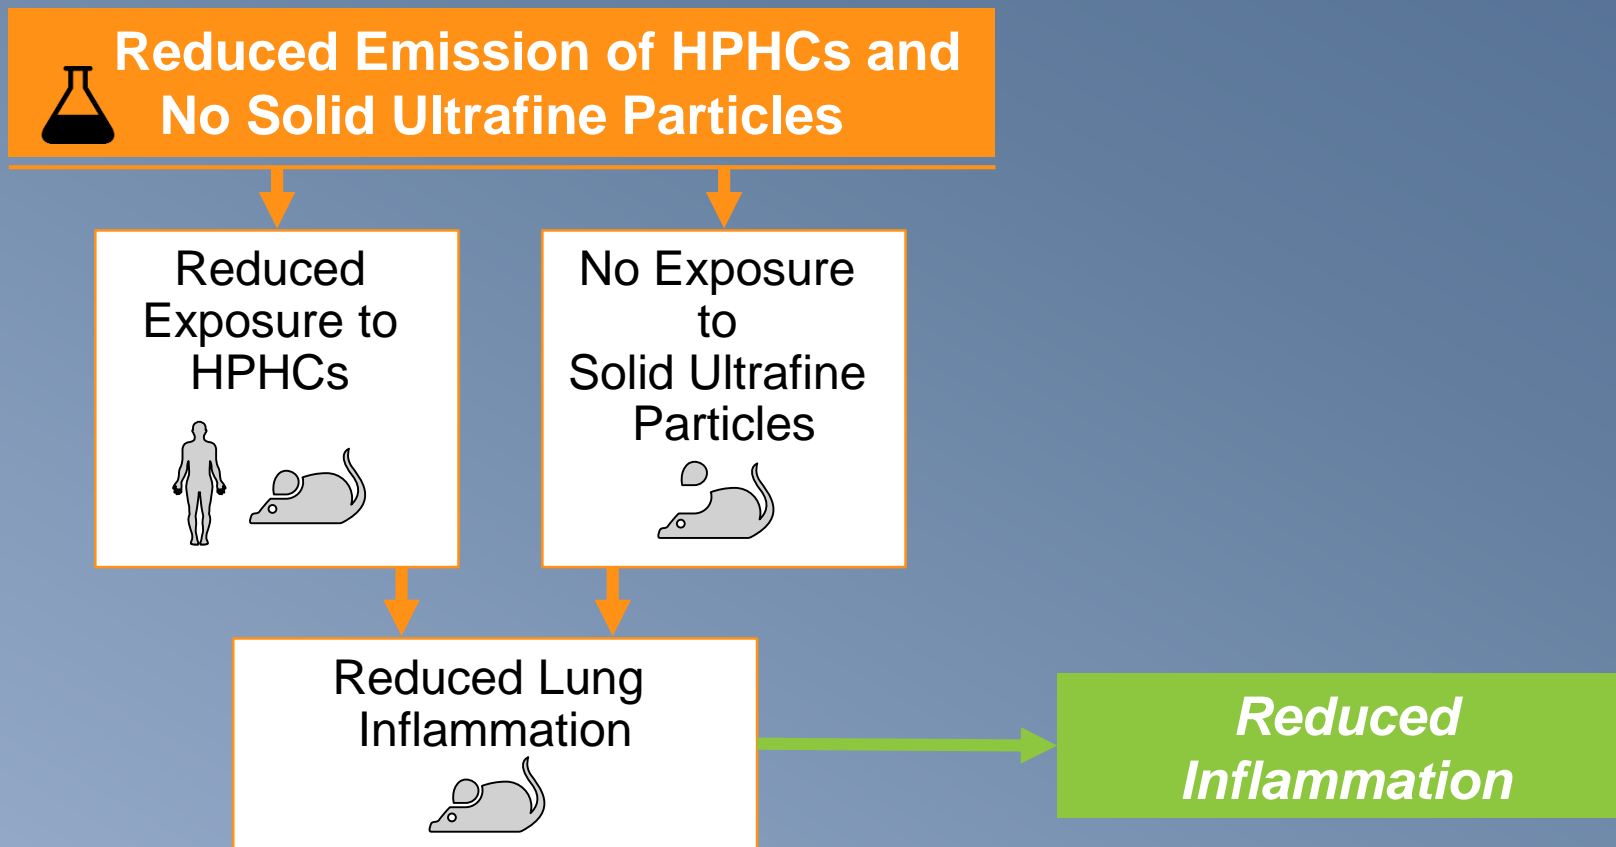 Reduced Emission of HPHCs and
No Solid Ultrafine Particles
Reduced
Exposure to
HPHCs
No Exposure
to
Solid Ultrafine
Particles
Reduced Lung
Inflammation
Reduced
Inflammation